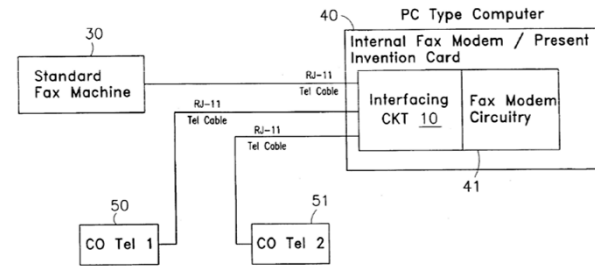 40
PC Type Computer
30
Internal Fax Modem / Present
Invention Card
Standard
Fax Machine
RJ-11
Tel Cable
Interfacing
CKT 10
Fax Modem
Circuitry
RJ-11
Tel Cable
RJ-11
Tel Cable
41
50
51
CO Tel 1
CO Tel 2